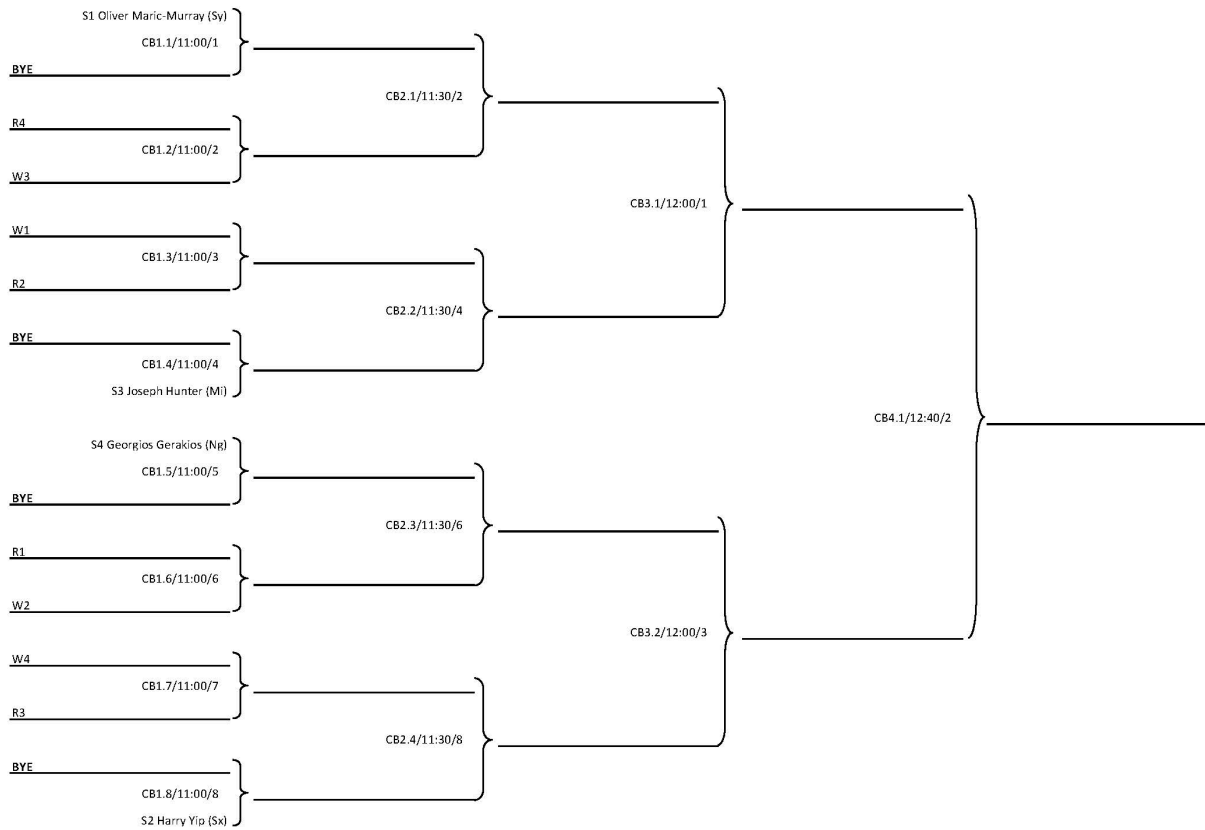 S1 Oliver Maric-Murray (Sy)
CB1.1/11:00/1
BYE
CB2.1/11:30/2
R4
CB1.2/11:00/2
W3
CB3.1/12:00/1
W1
CB1.3/11:00/3
R2
CB2.2/11:30/4
BYE
CB1.4/11:00/4
S3 Joseph Hunter (Mi)
CB4.1/12:40/2
S4 Georgios Gerakios (Ng)
CB1.5/11:00/5
BYE
CB2.3/11:30/6
R1
CB1.6/11:00/6
W2
CB3.2/12:00/3
W4
CB1.7/11:00/7
R3
CB2.4/11:30/8
BYE
CB1.8/11:00/8
S2 Harry Yip (Sx)